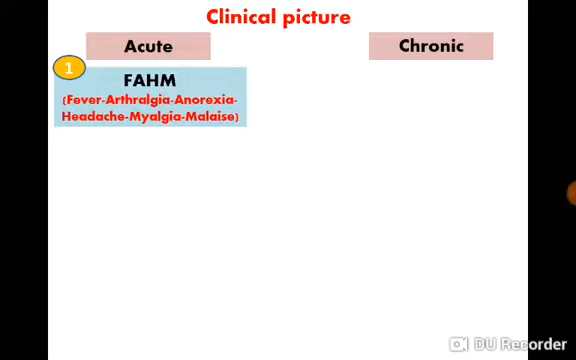 Clinical picture
Acute
Chronic
1
FAHM
(Fever-Arthralgia-Anorexia-
Headache-Myalgia-Malaise)
DU Recorder